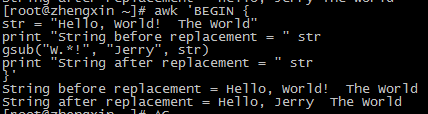 String after replacement = Hello, Jerry The World
[root@zhengxin ~]# awk 'BEGIN {
str = "Hello, World!  The World"
print "String before replacement = " str
gsub("W.*!", "Jerry", str)
print "String after replacement = " str
}'
String before replacement = Hello, World!  The World
String after replacement = Hello, Jerry  The World